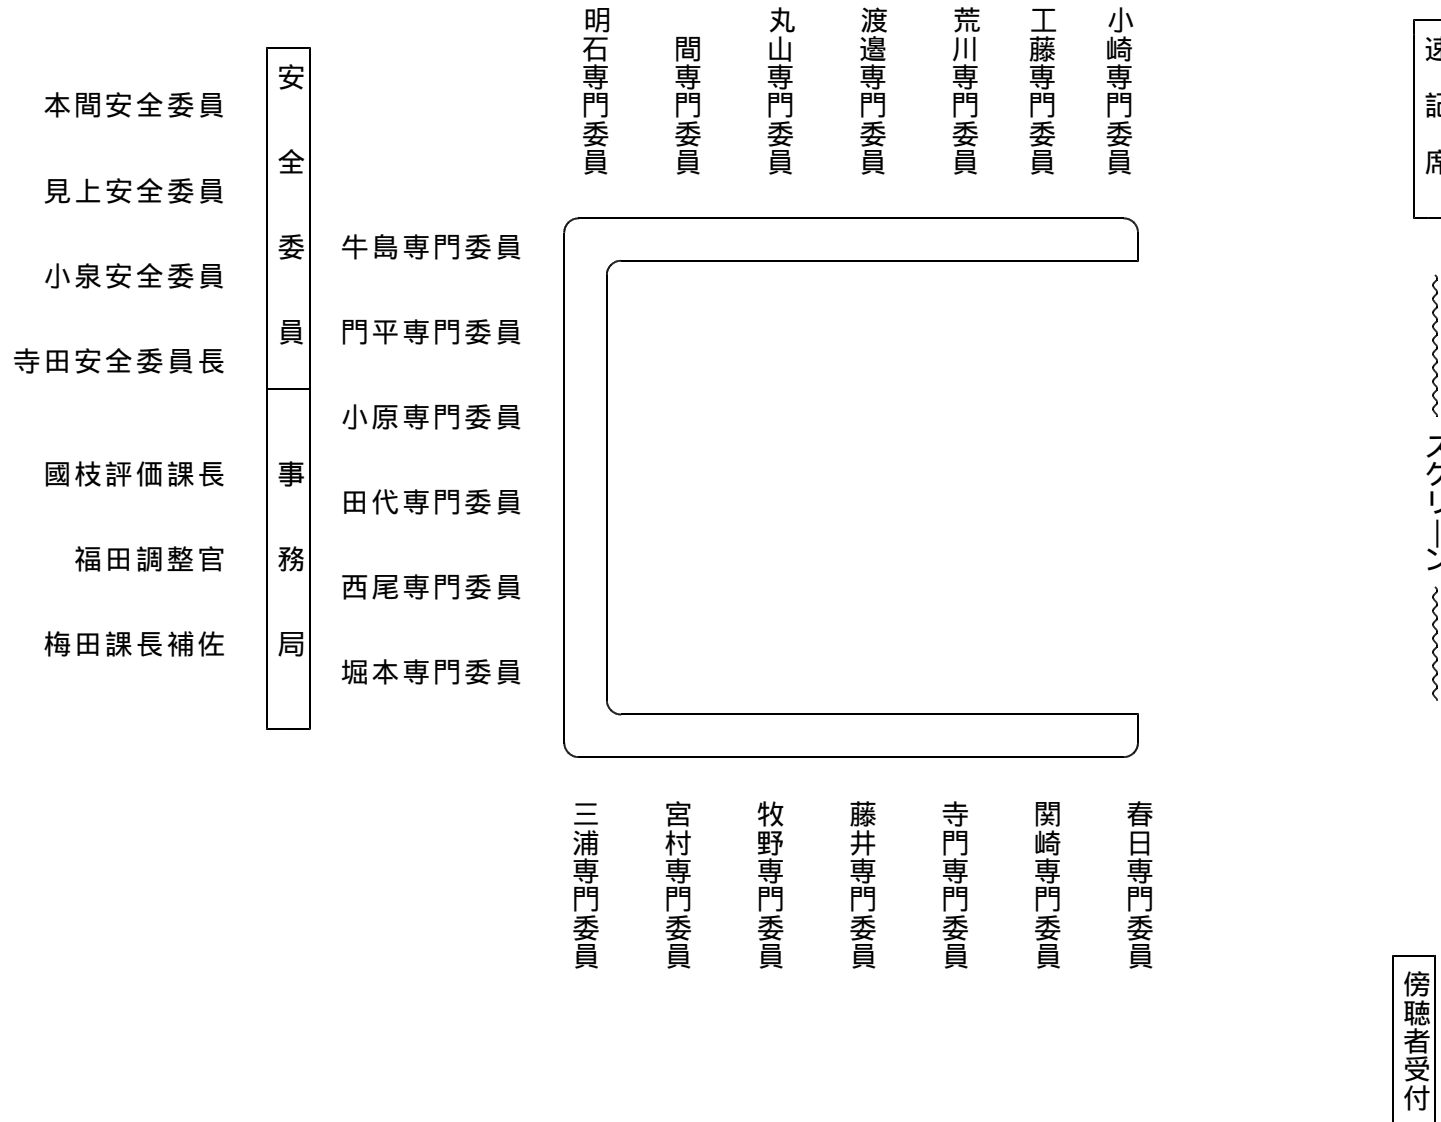 明石専門委員
間専門委員
丸山専門委員
渡邉専門委員
荒川専門委員
工藤専門委員
小崎専門委員
速記席
安全委員
本間安全委員
見上安全委員
小泉安全委員
寺田安全委員長
事務局
國枝評価課長
福田調整官
梅田課長補佐
牛島専門委員
門平専門委員
小原専門委員
田代専門委員
西尾専門委員
堀本専門委員
スクリーン
三浦専門委員
宮村専門委員
牧野専門委員
藤井専門委員
寺門専門委員
関崎専門委員
春日専門委員
傍聴者受付